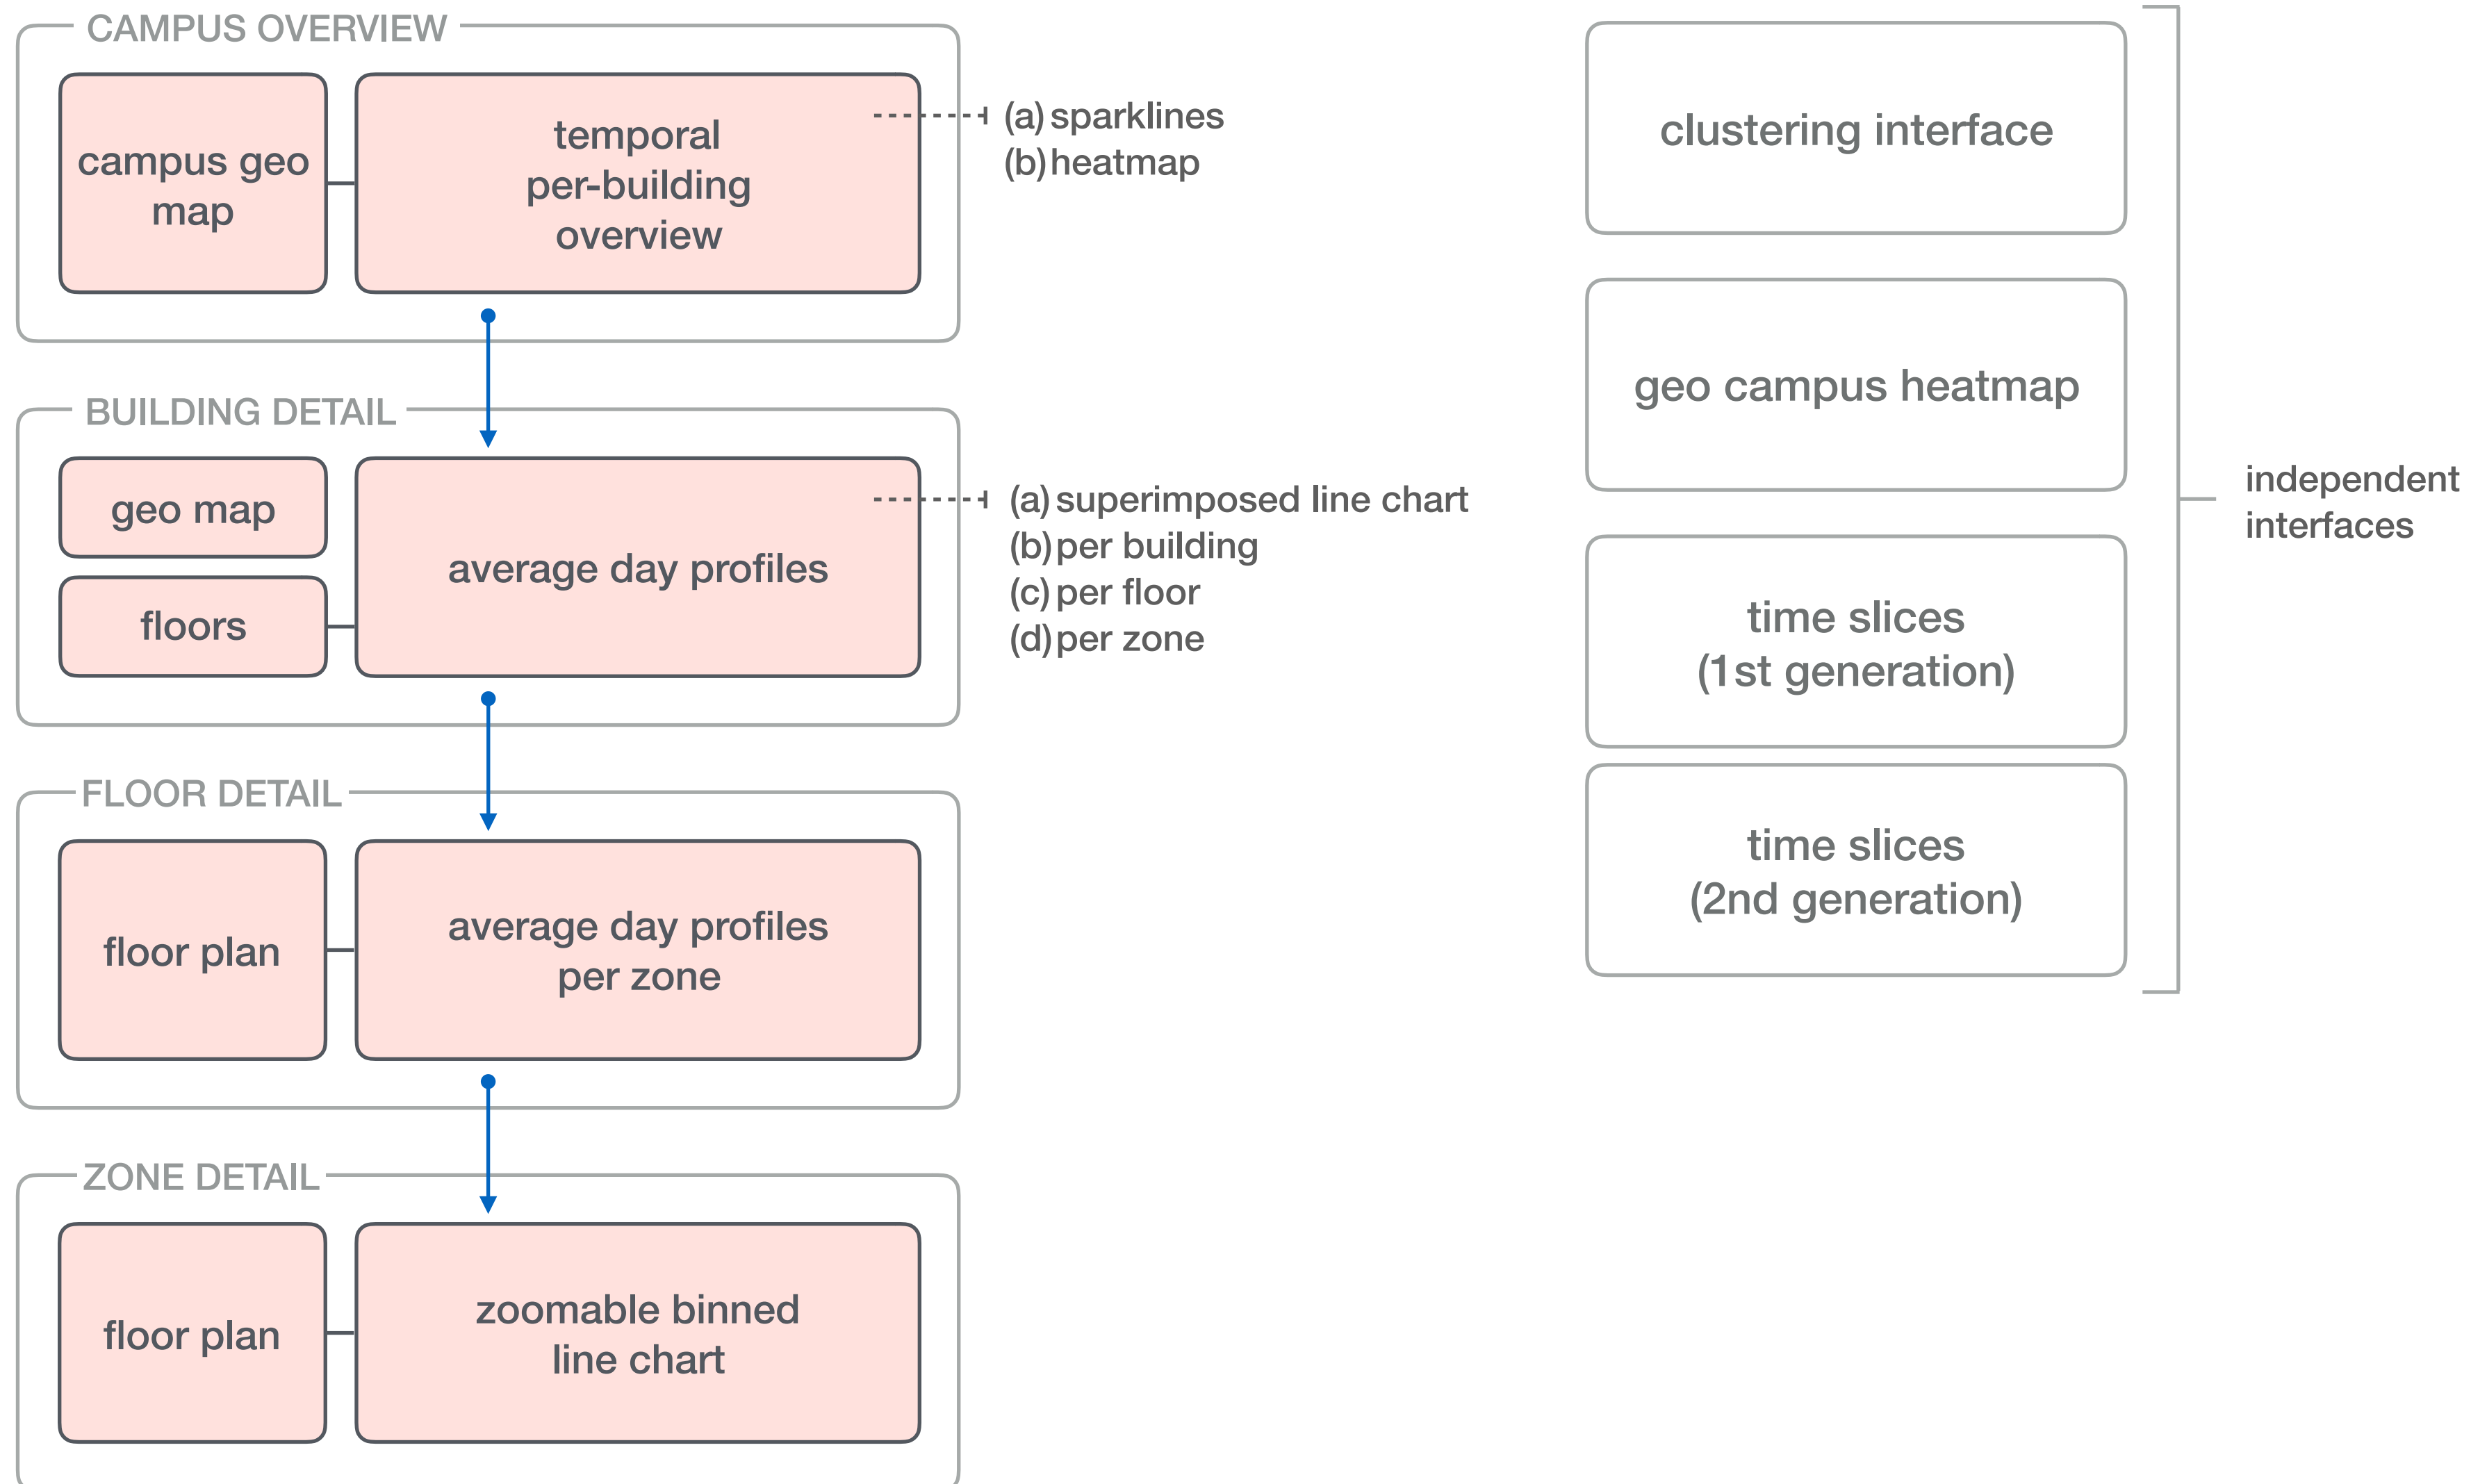 CAMPUS OVERVIEW
campus geo
map
temporal
per-building
overview
(a) sparklines
(b) heatmap
BUILDING DETAIL
geo map
floors
average day profiles
(a) superimposed line chart
(b) per building
(c) per floor
(d) per zone
FLOOR DETAIL
floor plan
average day profiles
per zone
ZONE DETAIL
floor plan
zoomable binned
line chart
clustering interface
geo campus heatmap
time slices
(1st generation)
time slices
(2nd generation)
independent
interfaces